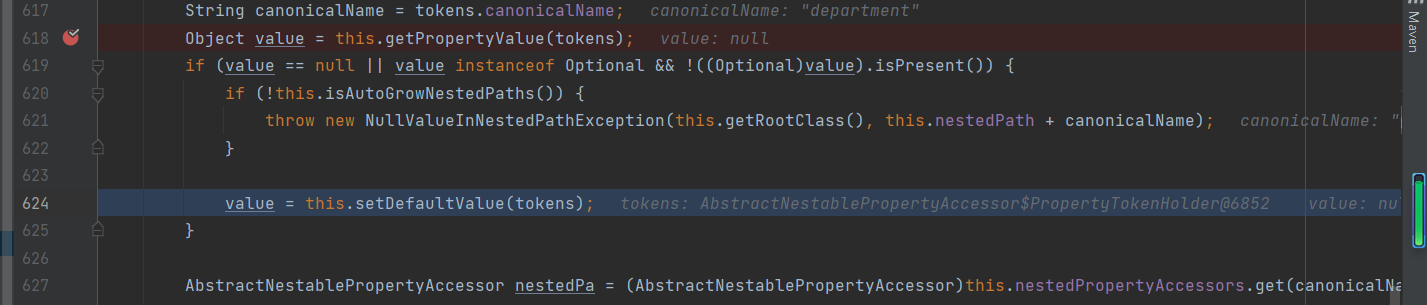 617 String canonicalName = tokens.canonicalName; canonicalName: "department"
618 Object value = this.getPropertyValue(tokens); value: null
619 if (value == null || value instanceof Optional && !((Optional)value).isPresent()) {
620 if (!this.isAutoGrowNestedPaths()) {
621 throw new NullValueInNestedPathException(this.getRootClass(), this.nestedPath + canonicalName); canonicalName: "
622 }
623
624 value = this.setDefaultValue(tokens); tokens: AbstractNestablePropertyAccessor$PropertyTokenHolder@6852 value: nu
625 }
626
627 AbstractNestablePropertyAccessor nestedPa = (AbstractNestablePropertyAccessor)this.nestedPropertyAccessors.get(canonicalNa
Maven